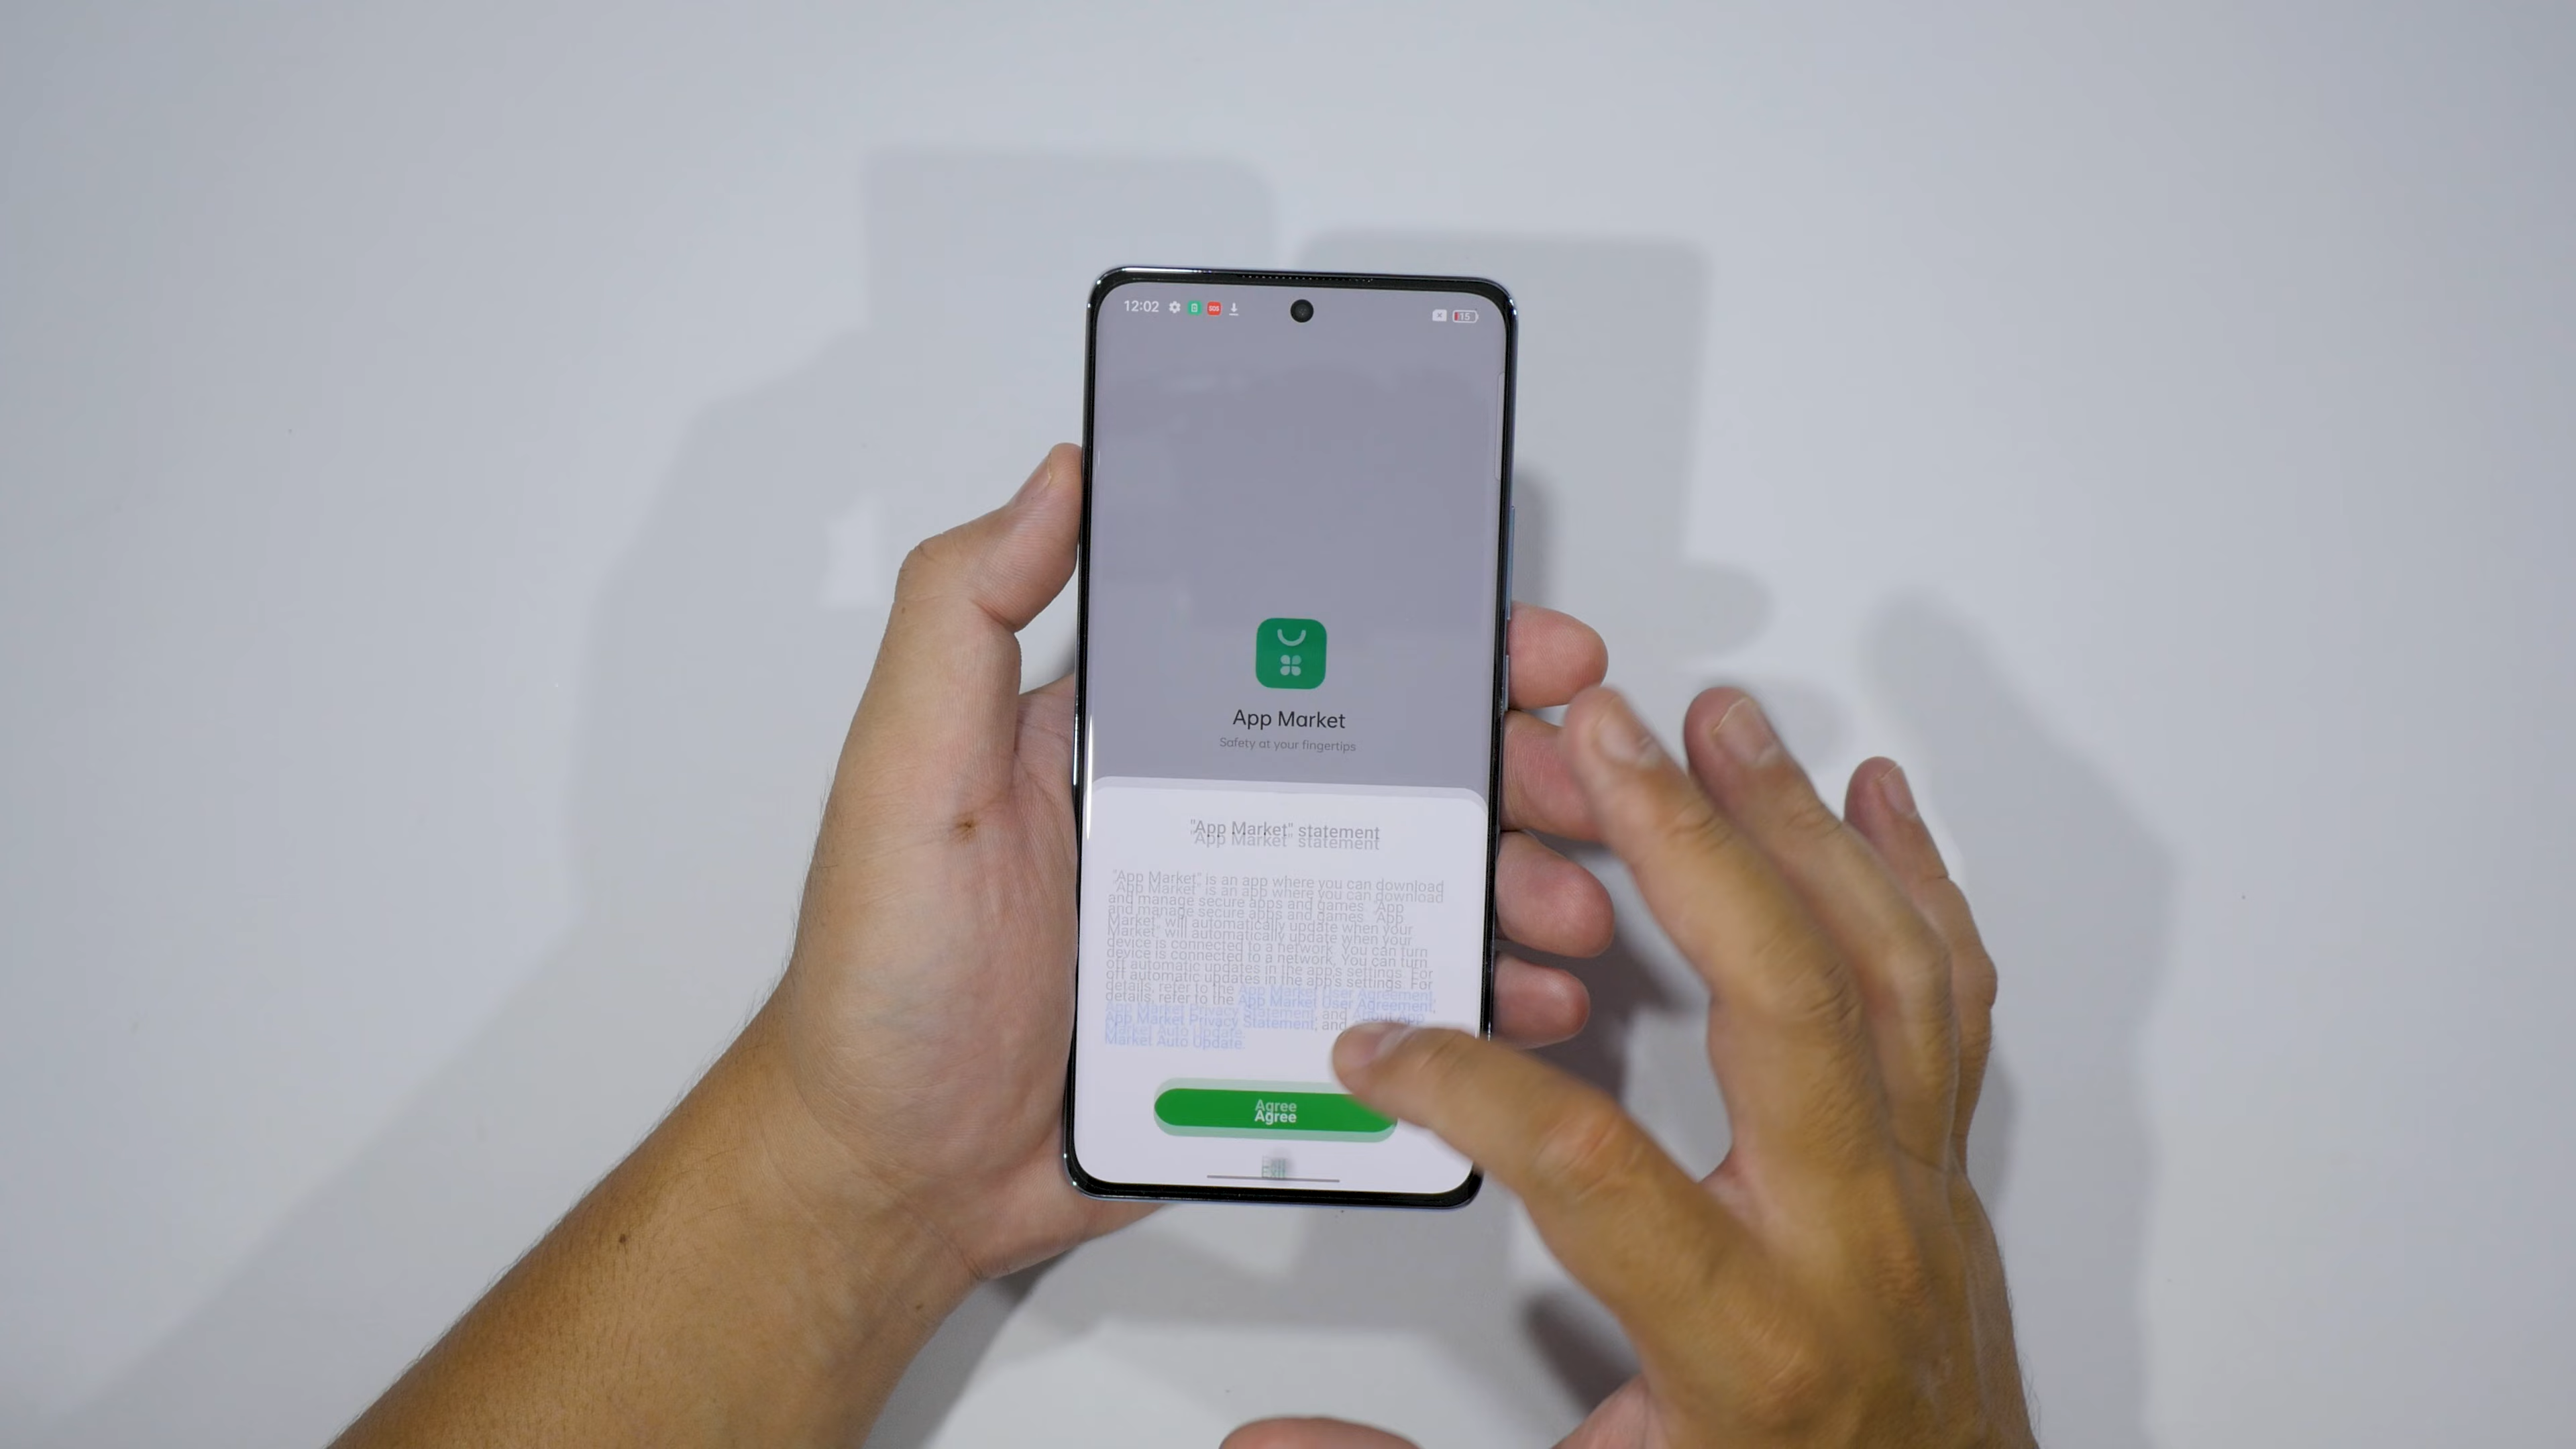 12:02
SOS
15
App Market
Safety at your fingertips
"App Market" statement
"App Market" is an app where you can download
and manage secure apps and games. "App
Market" will automatically update when your
device is connected to a network. You can turn
off automatic updates in the app's settings. For
details, refer to the App Market User Agreement,
App Market Privacy Statement, and
Market Auto Update.
Agree
Exit